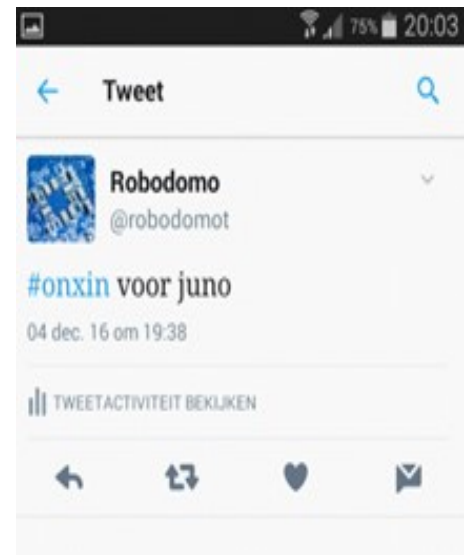 75% 20:03
Tweet
Robodomo
@robodomot
#onxin voor juno
04 dec. 16 om 19:38
TWEETACTIVITEIT BEKIJKEN